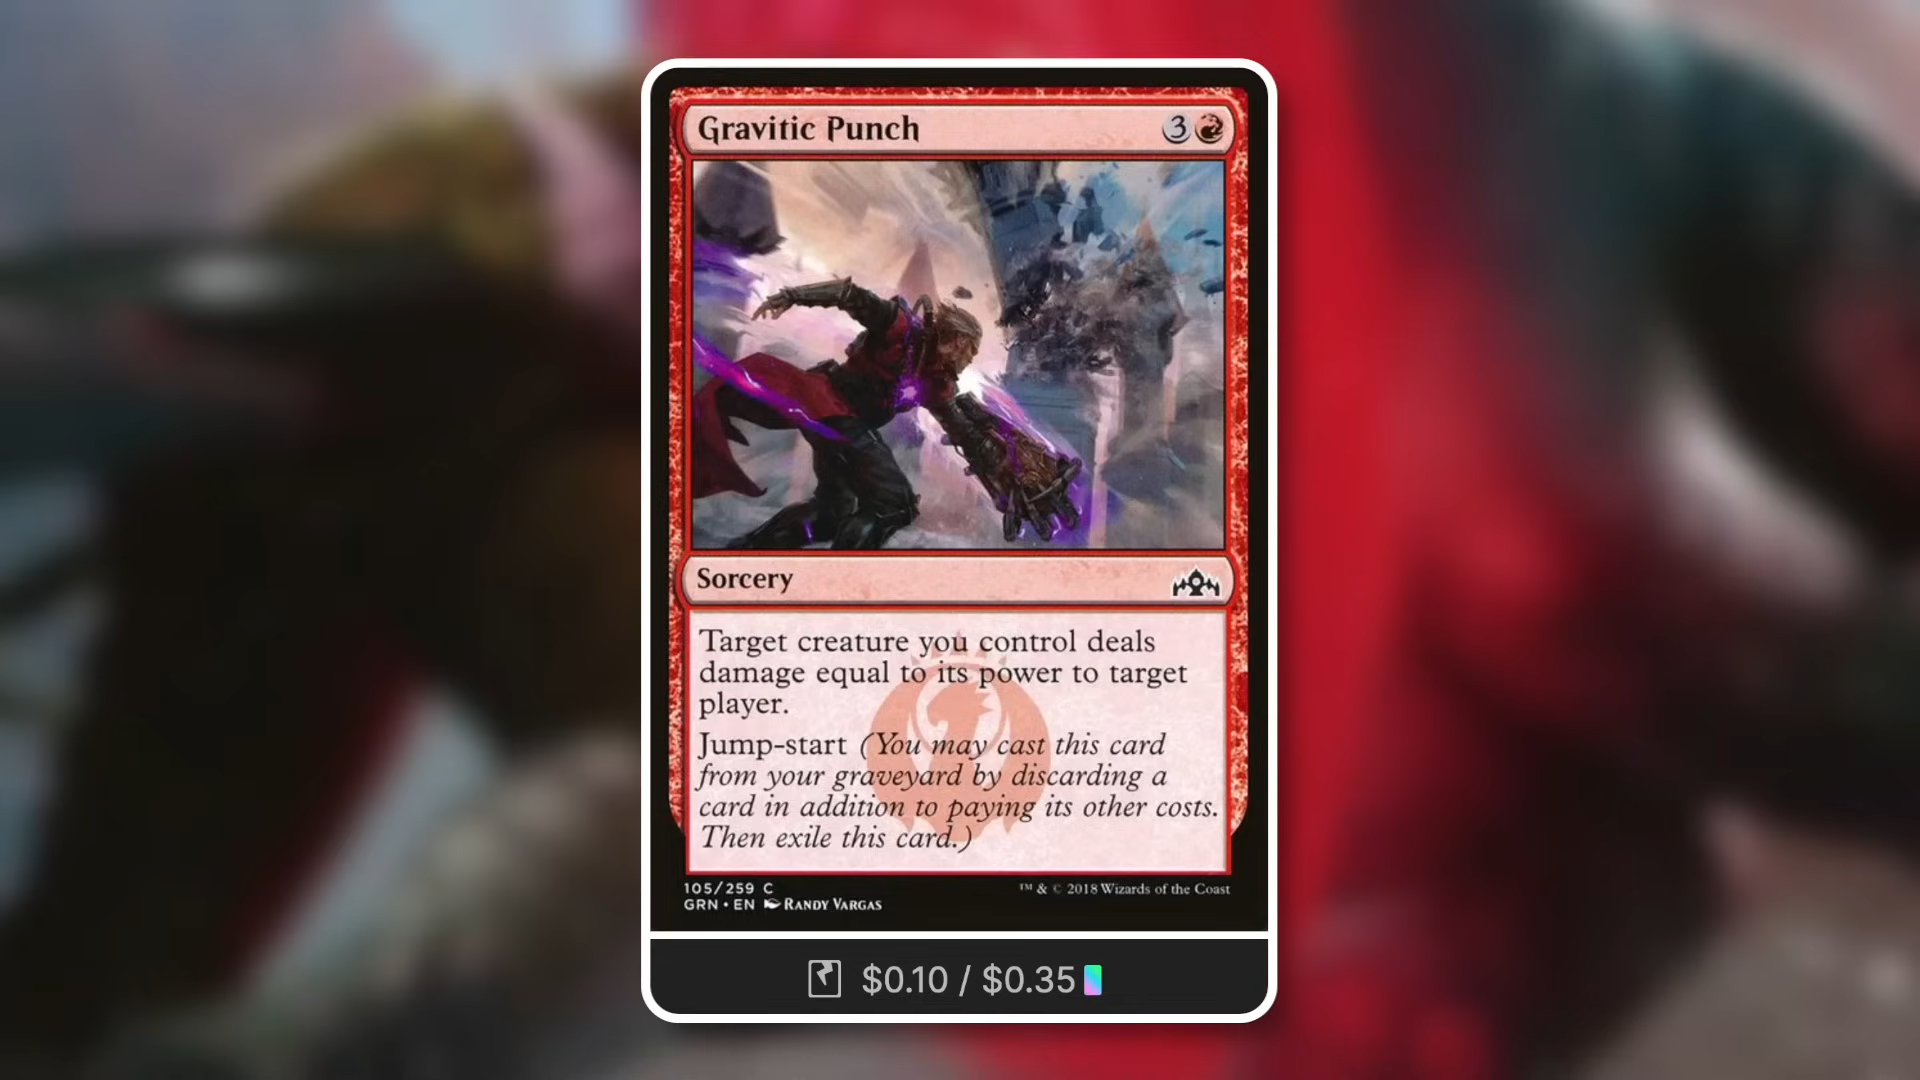 Gravitic Punch 3
Sorcery
Target creature you control deals
damage equal to its power to target
player.
Jump-start (You may cast this card
from your graveyard by discarding a
card in addition to paying its other costs.
Then exile this card.)
105/259 C
™ & © 2018 Wizards of the Coast
GRN • EN RANDY VARGAS
$0.10 / $0.35